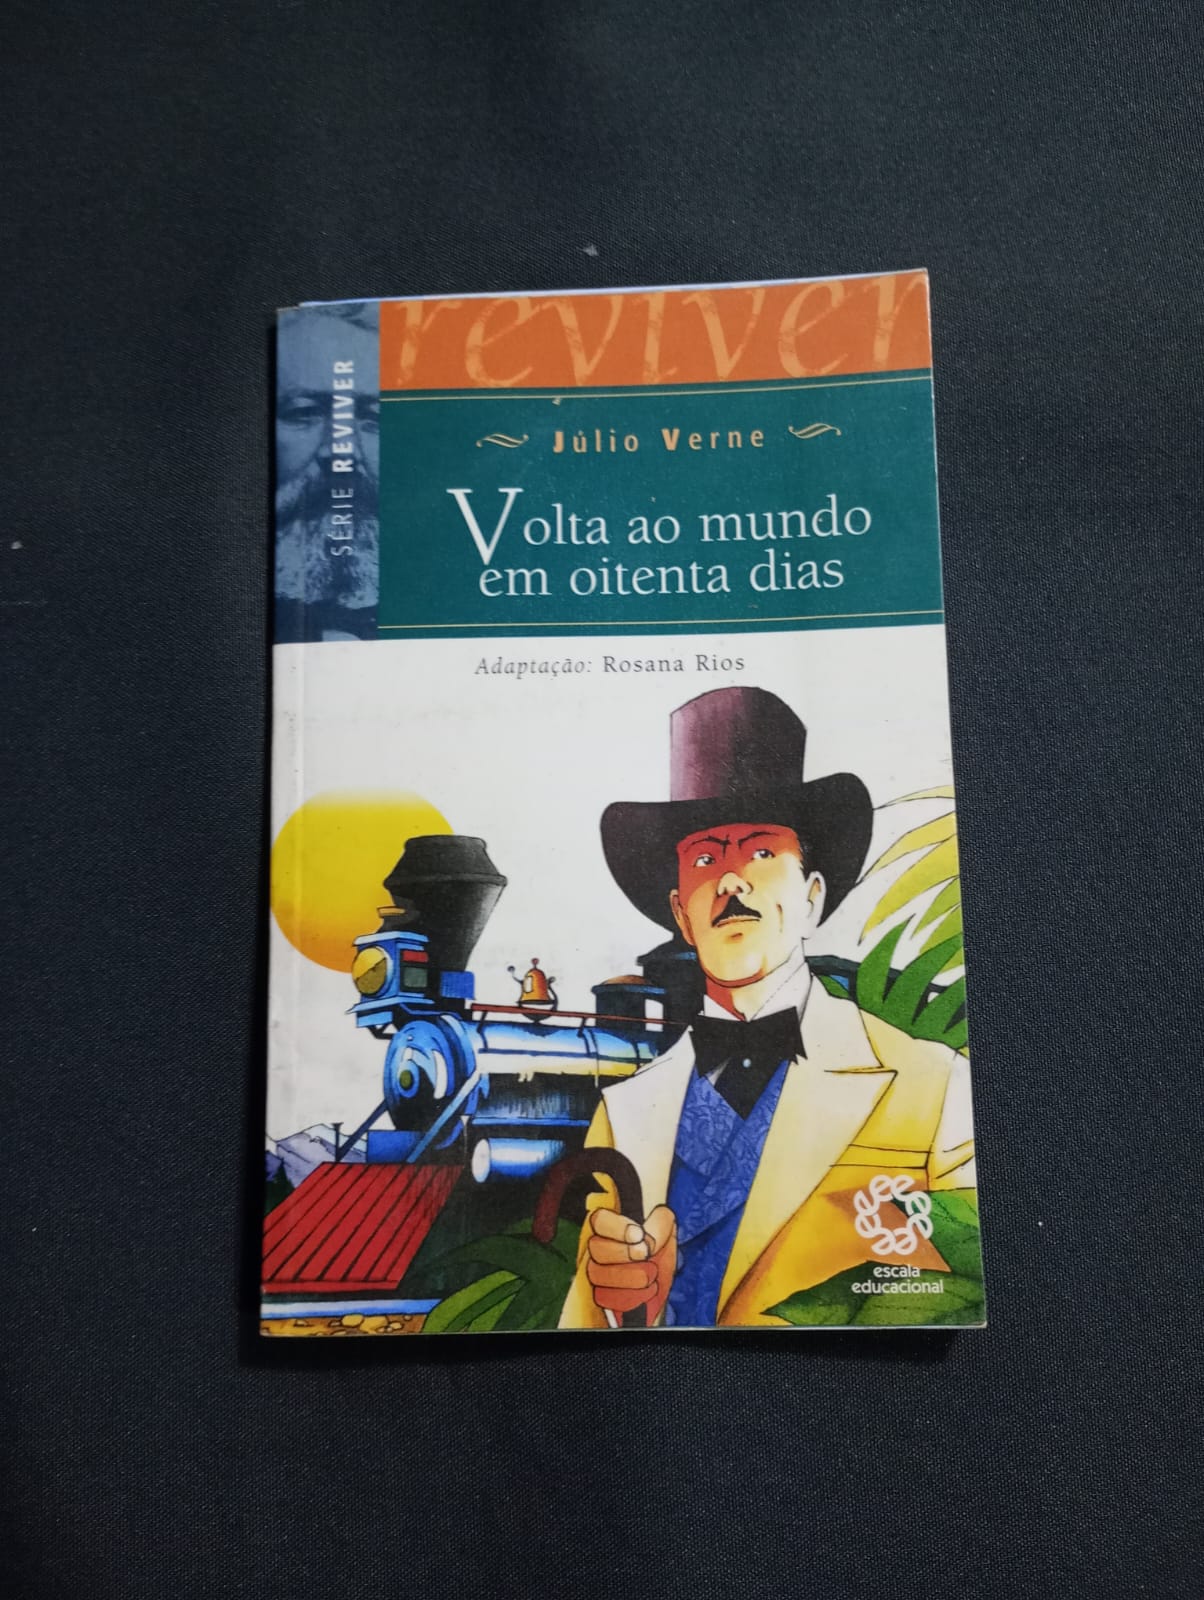 reviver
SÉRIE REVIVER
Júlio Verne
Volta ao mundo
em oitenta dias
Adaptação: Rosana Rios
escala
educacional